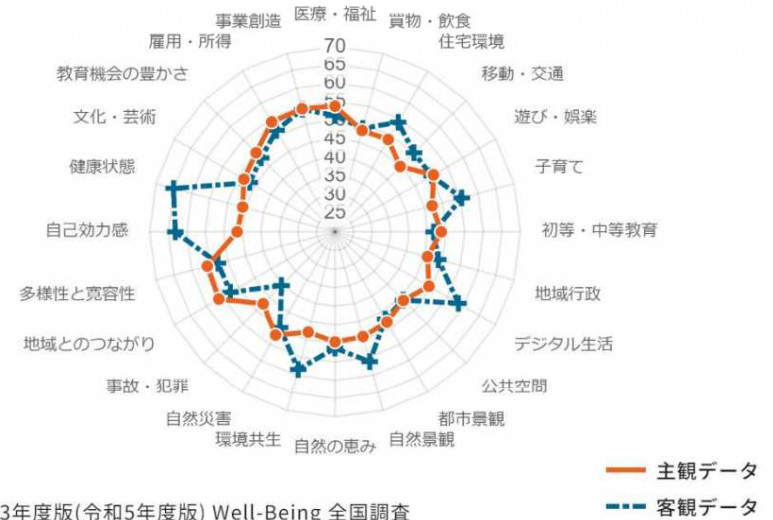 医療・福祉
買物・飲食
住宅環境
移動・交通
遊び・娯楽
子育て
初等・中等教育
地域行政
デジタル生活
公共空間
都市景観
自然景観
自然の恵み
環境共生
自然災害
事故・犯罪
地域とのつながり
多様性と寛容性
自己効力感
健康状態
文化・芸術
教育機会の豊かさ
雇用・所得
事業創造
70
65
60
55
50
45
40
35
30
25
主観データ
客観データ
3年度版(令和5年度版) Well-Being 全国調査